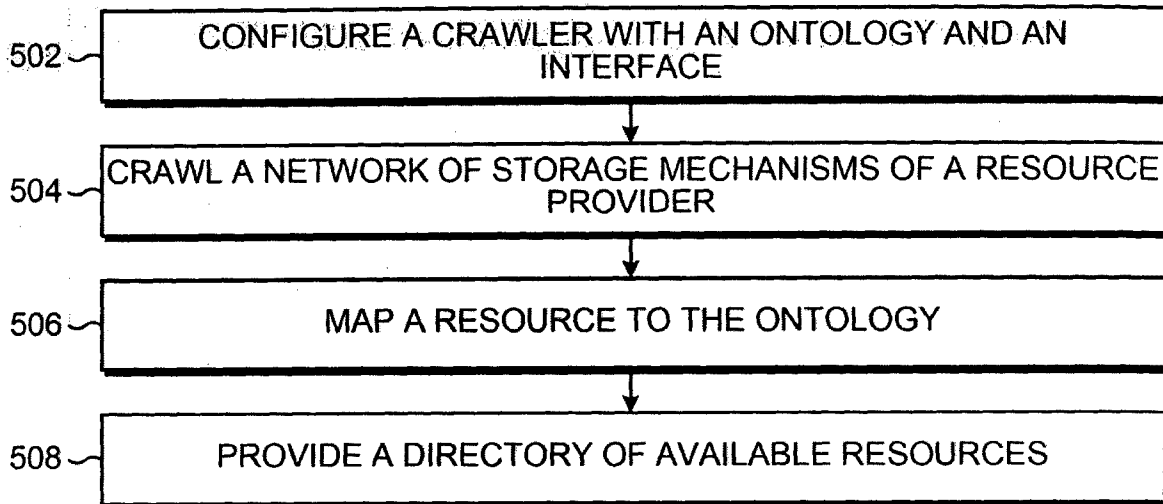 502
CONFIGURE A CRAWLER WITH AN ONTOLOGY AND AN
INTERFACE
504
CRAWL A NETWORK OF STORAGE MECHANISMS OF A RESOURCE
PROVIDER
506
MAP A RESOURCE TO THE ONTOLOGY
508
PROVIDE A DIRECTORY OF AVAILABLE RESOURCES